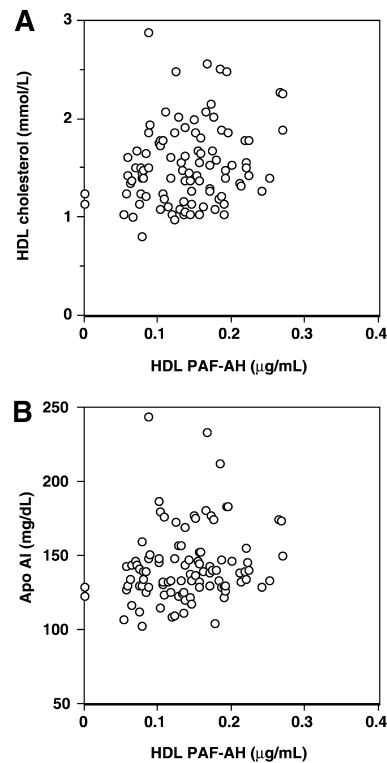 A
3
2
1
0
HDL cholesterol (mmol/L)
0 0.1 0.2 0.3 0.4
HDL PAF-AH (μg/mL)
B
250
200
150
100
50
Apo AI (mg/dL)
0 0.1 0.2 0.3 0.4
HDL PAF-AH (μg/mL)